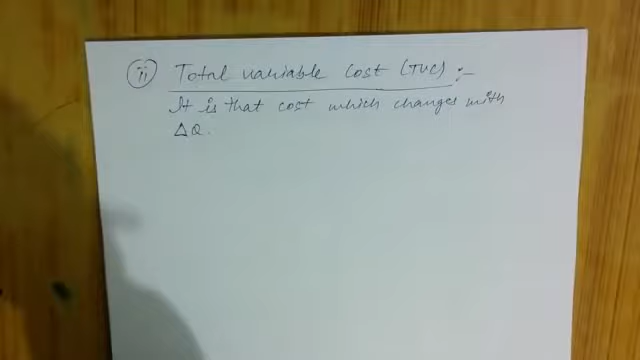 (ii) Total variable Cost (TVC) :-
It is that cost which changes with
ΔQ.